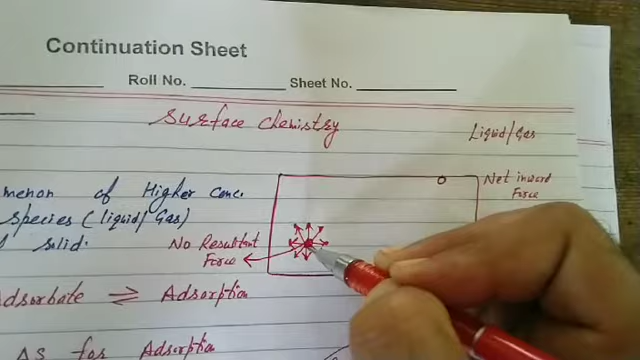 Continuation Sheet
Roll No. Sheet No.
Surface Chemistry
Liquid/Gas
Net inward
Force
menon of Higher Conc.
species (liquid/Gas)
solid.
No Resultant
Force
Adsorbate ⇌ Adsorption
ΔS for Adsorption